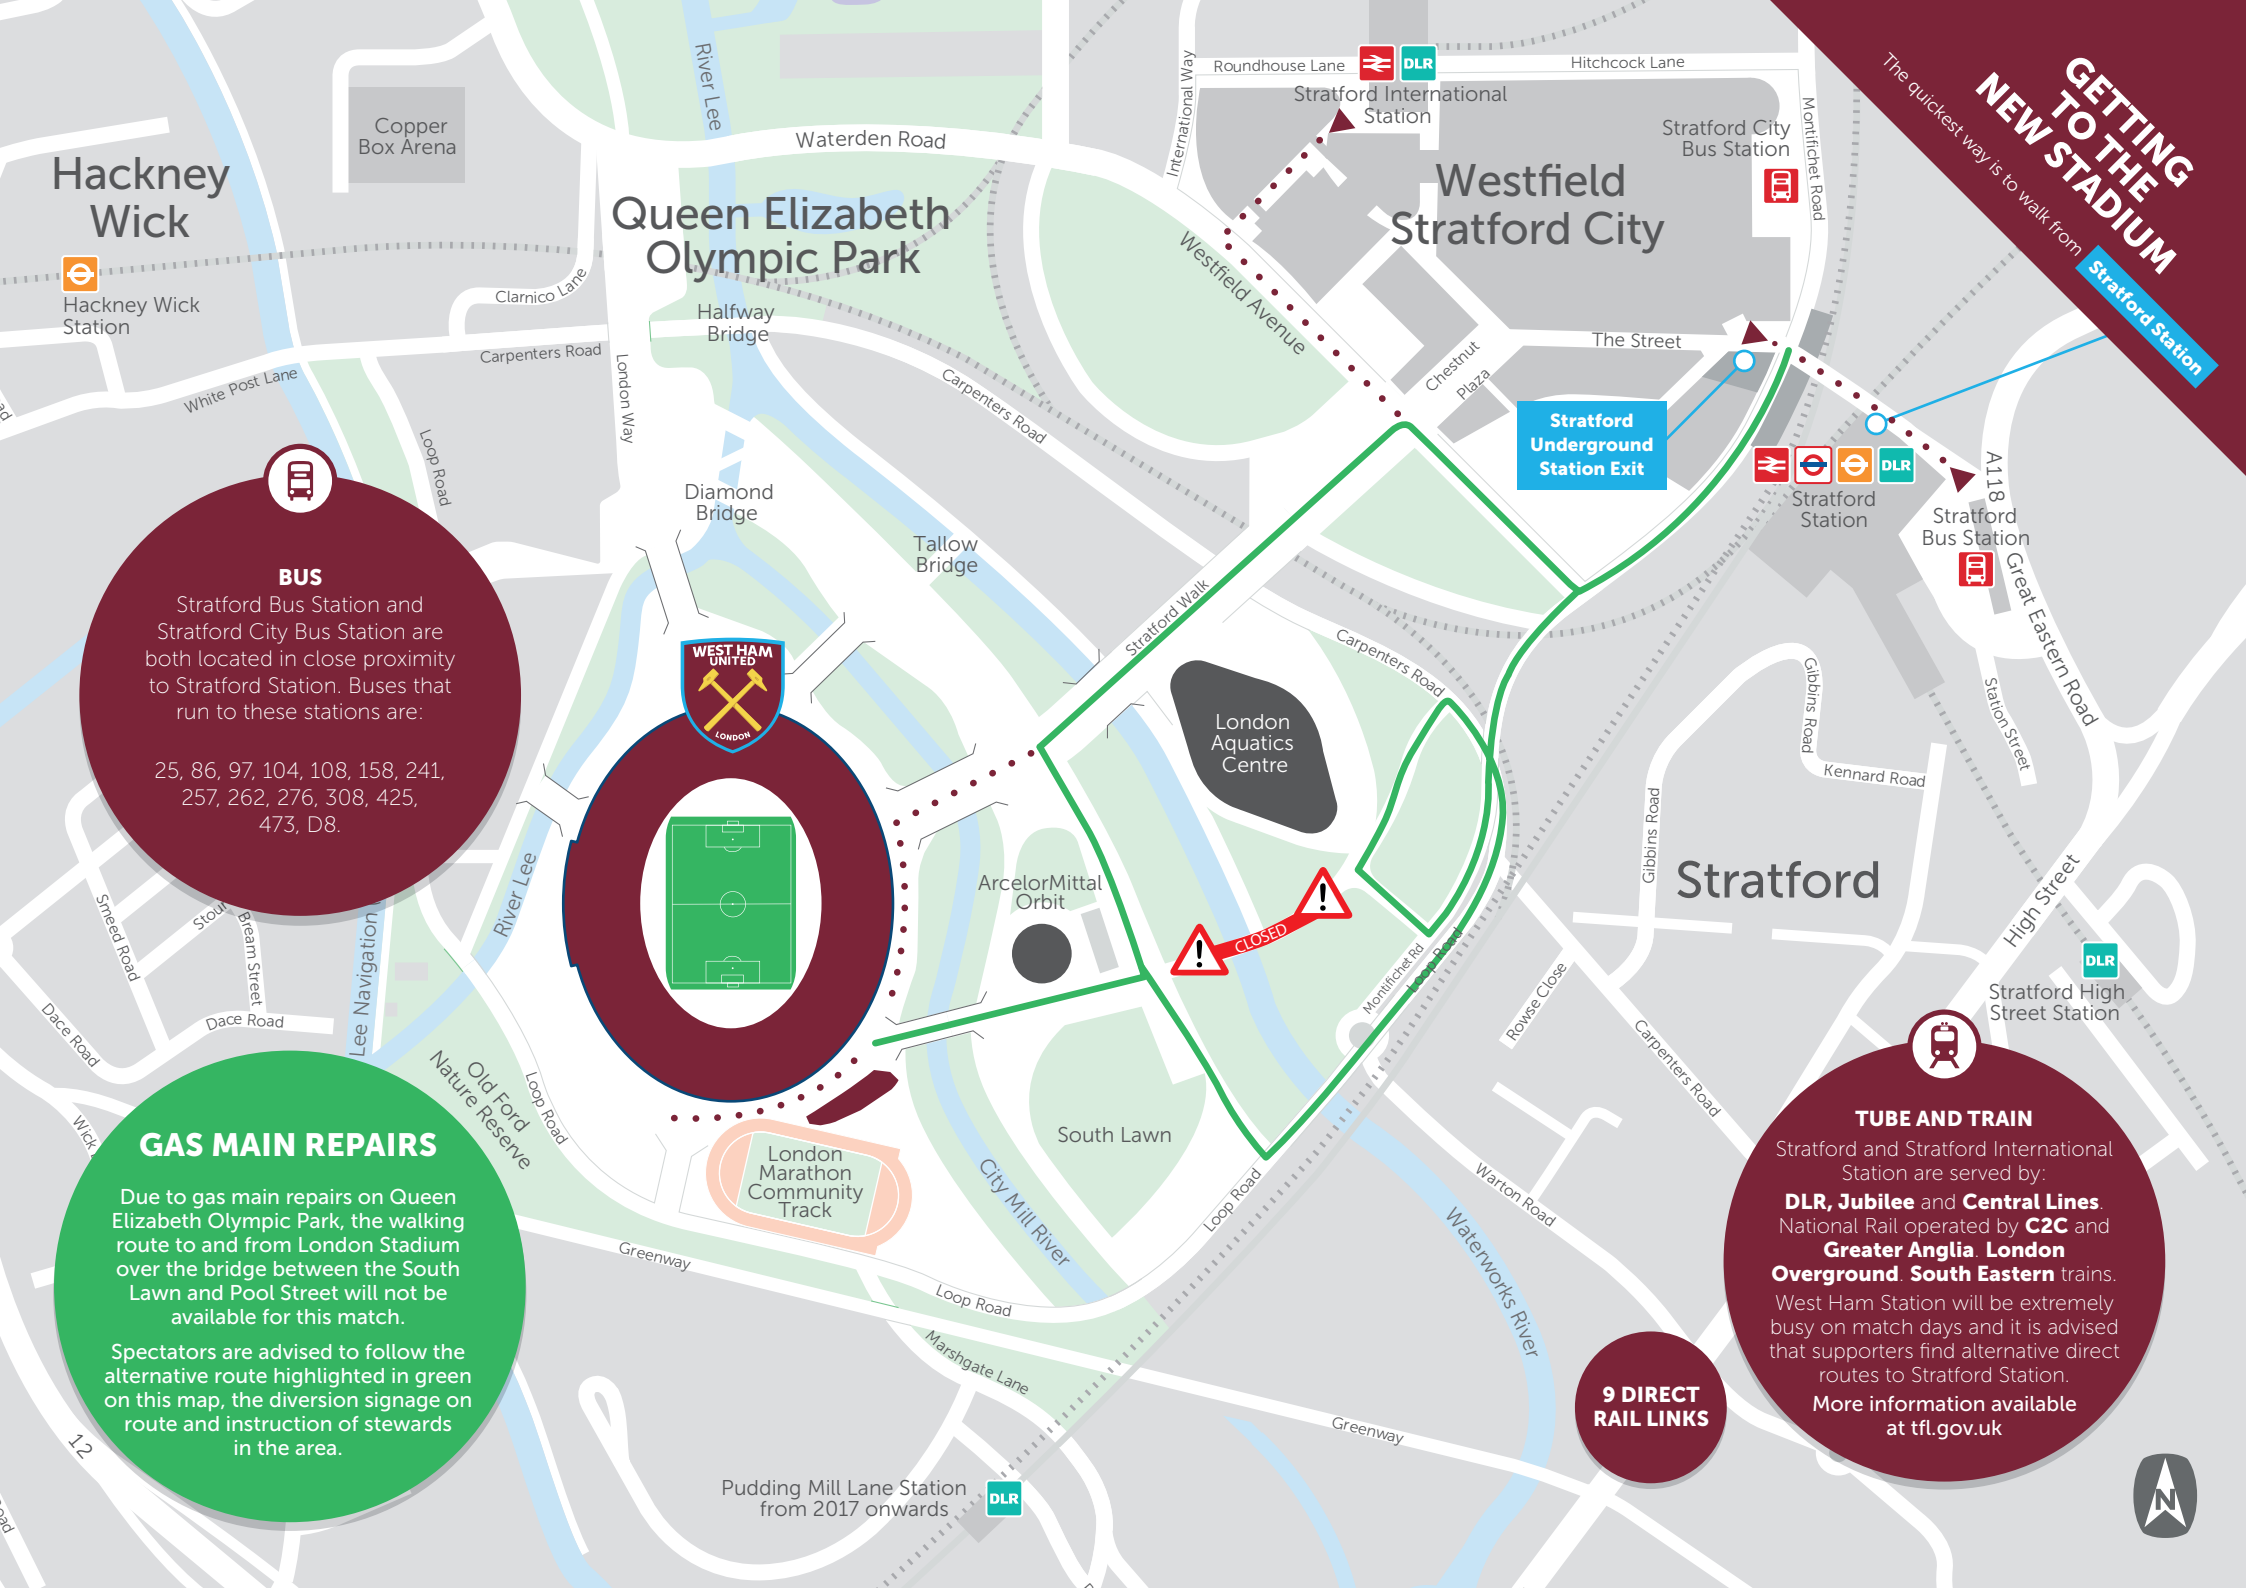 GETTING
TO THE
NEW STADIUM
The quickest way is to walk from
Stratford Station
River Lee
Roundhouse Lane
DLR
Hitchcock Lane
Stratford International
Station
International Way
Montifichet Road
Copper
Box Arena
Waterden Road
Stratford City
Bus Station
Hackney
Wick
Queen Elizabeth
Olympic Park
Westfield
Stratford City
Hackney Wick
Station
Clarnico Lane
Halfway
Bridge
Westfield Avenue
The Street
Chestnut
Plaza
Carpenters Road
White Post Lane
London Way
Carpenters Road
Loop Road
Stratford
Underground
Station Exit
DLR
Stratford
Station
A118
Stratford
Bus Station
Great Eastern Road
Diamond
Bridge
Tallow
Bridge
Stratford Walk
Carpenters Road
BUS
Stratford Bus Station and
Stratford City Bus Station are
both located in close proximity
to Stratford Station. Buses that
run to these stations are:
25, 86, 97, 104, 108, 158, 241,
257, 262, 276, 308, 425,
473, D8.
WEST HAM
UNITED
LONDON
London
Aquatics
Centre
Gibbins Road
Kennard Road
Station Street
Gibbins Road
Stratford
High Street
ArcelorMittal
Orbit
!
CLOSED
!
Montifichet Rd
Loop Road
Rowse Close
Carpenters Road
DLR
Stratford High
Street Station
River Lee
Smeed Road
Stour
Bream Street
Lee Navigation
Dace Road
Dace Road
Wick
Old Ford
Nature Reserve
Loop Road
South Lawn
London
Marathon
Community
Track
City Mill River
Loop Road
Warton Road
Waterworks River
Greenway
Loop Road
Marshgate Lane
Greenway
GAS MAIN REPAIRS
Due to gas main repairs on Queen
Elizabeth Olympic Park, the walking
route to and from London Stadium
over the bridge between the South
Lawn and Pool Street will not be
available for this match.
Spectators are advised to follow the
alternative route highlighted in green
on this map, the diversion signage on
route and instruction of stewards
in the area.
12
Pudding Mill Lane Station
from 2017 onwards
DLR
9 DIRECT
RAIL LINKS
TUBE AND TRAIN
Stratford and Stratford International
Station are served by:
DLR, Jubilee and Central Lines.
National Rail operated by C2C and
Greater Anglia. London
Overground. South Eastern trains.
West Ham Station will be extremely
busy on match days and it is advised
that supporters find alternative direct
routes to Stratford Station.
More information available
at tfl.gov.uk
N